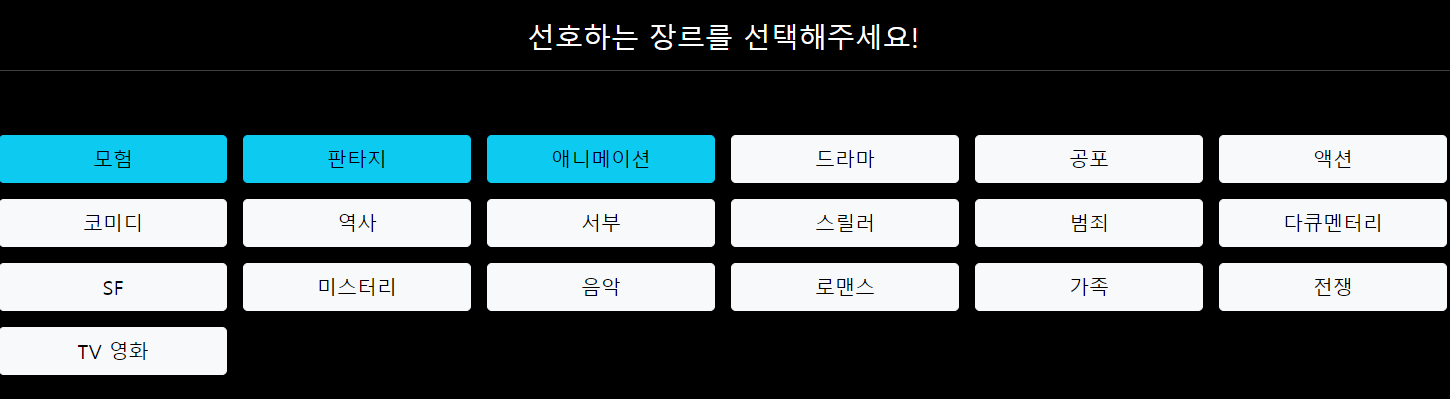 선호하는 장르를 선택해주세요!
모험 판타지 애니메이션 드라마 공포 액션
코미디 역사 서부 스릴러 범죄 다큐멘터리
SF 미스터리 음악 로맨스 가족 전쟁
TV 영화